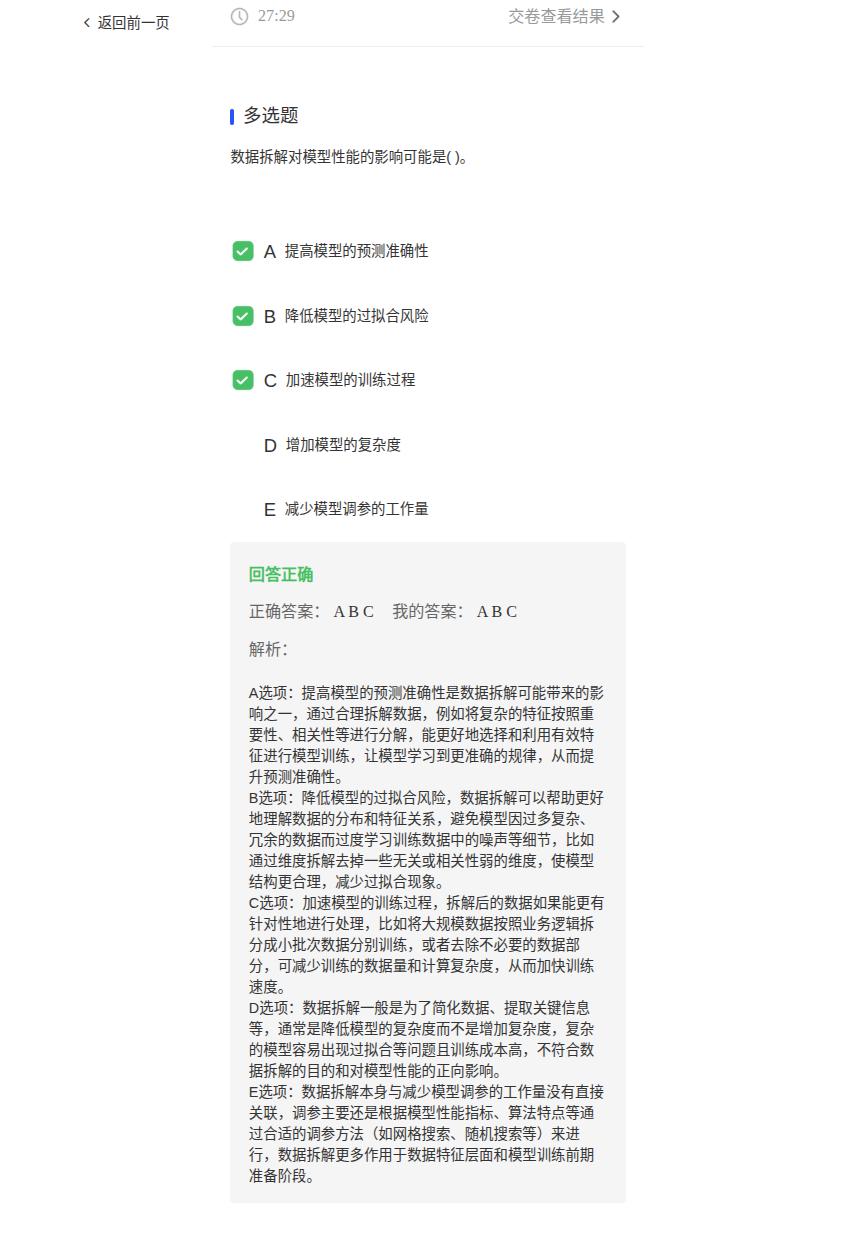 返回前一页
27:29
交卷查看结果
多选题
数据拆解对模型性能的影响可能是( )。
A 提高模型的预测准确性
B 降低模型的过拟合风险
C 加速模型的训练过程
D 增加模型的复杂度
E 减少模型调参的工作量
回答正确
正确答案： A B C 我的答案： A B C
解析：
A选项：提高模型的预测准确性是数据拆解可能带来的影
响之一，通过合理拆解数据，例如将复杂的特征按照重
要性、相关性等进行分解，能更好地选择和利用有效特
征进行模型训练，让模型学习到更准确的规律，从而提
升预测准确性。
B选项：降低模型的过拟合风险，数据拆解可以帮助更好
地理解数据的分布和特征关系，避免模型因过多复杂、
冗余的数据而过度学习训练数据中的噪声等细节，比如
通过维度拆解去掉一些无关或相关性弱的维度，使模型
结构更合理，减少过拟合现象。
C选项：加速模型的训练过程，拆解后的数据如果能更有
针对性地进行处理，比如将大规模数据按照业务逻辑拆
分成小批次数据分别训练，或者去除不必要的数据部
分，可减少训练的数据量和计算复杂度，从而加快训练
速度。
D选项：数据拆解一般是为了简化数据、提取关键信息
等，通常是降低模型的复杂度而不是增加复杂度，复杂
的模型容易出现过拟合等问题且训练成本高，不符合数
据拆解的目的和对模型性能的正向影响。
E选项：数据拆解本身与减少模型调参的工作量没有直接
关联，调参主要还是根据模型性能指标、算法特点等通
过合适的调参方法（如网格搜索、随机搜索等）来进
行，数据拆解更多作用于数据特征层面和模型训练前期
准备阶段。